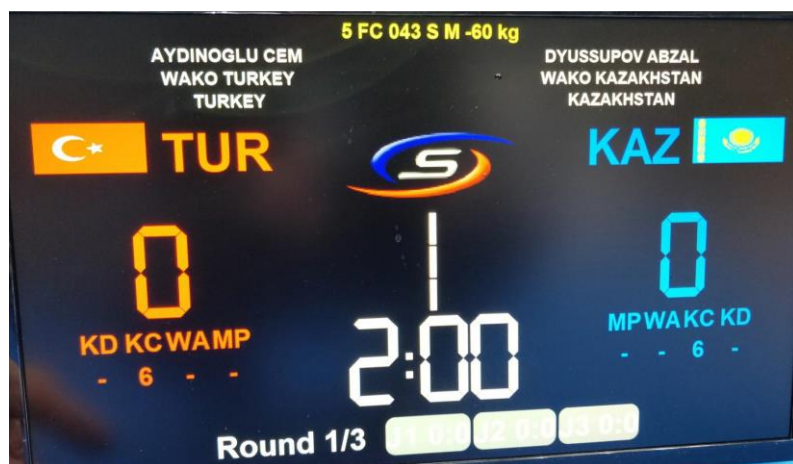 5 FC 043 S M -60 kg
AYDINOGLU CEM
WAKO TURKEY
TURKEY
DYUSSUPOV ABZAL
WAKO KAZAKHSTAN
KAZAKHSTAN
TUR
S
KAZ
0
1
0
KD KC WA MP
- 6 - -
2:00
MP WA KC KD
- - 6 -
Round 1/3 J1 0:0 J2 0:0 J3 0:0